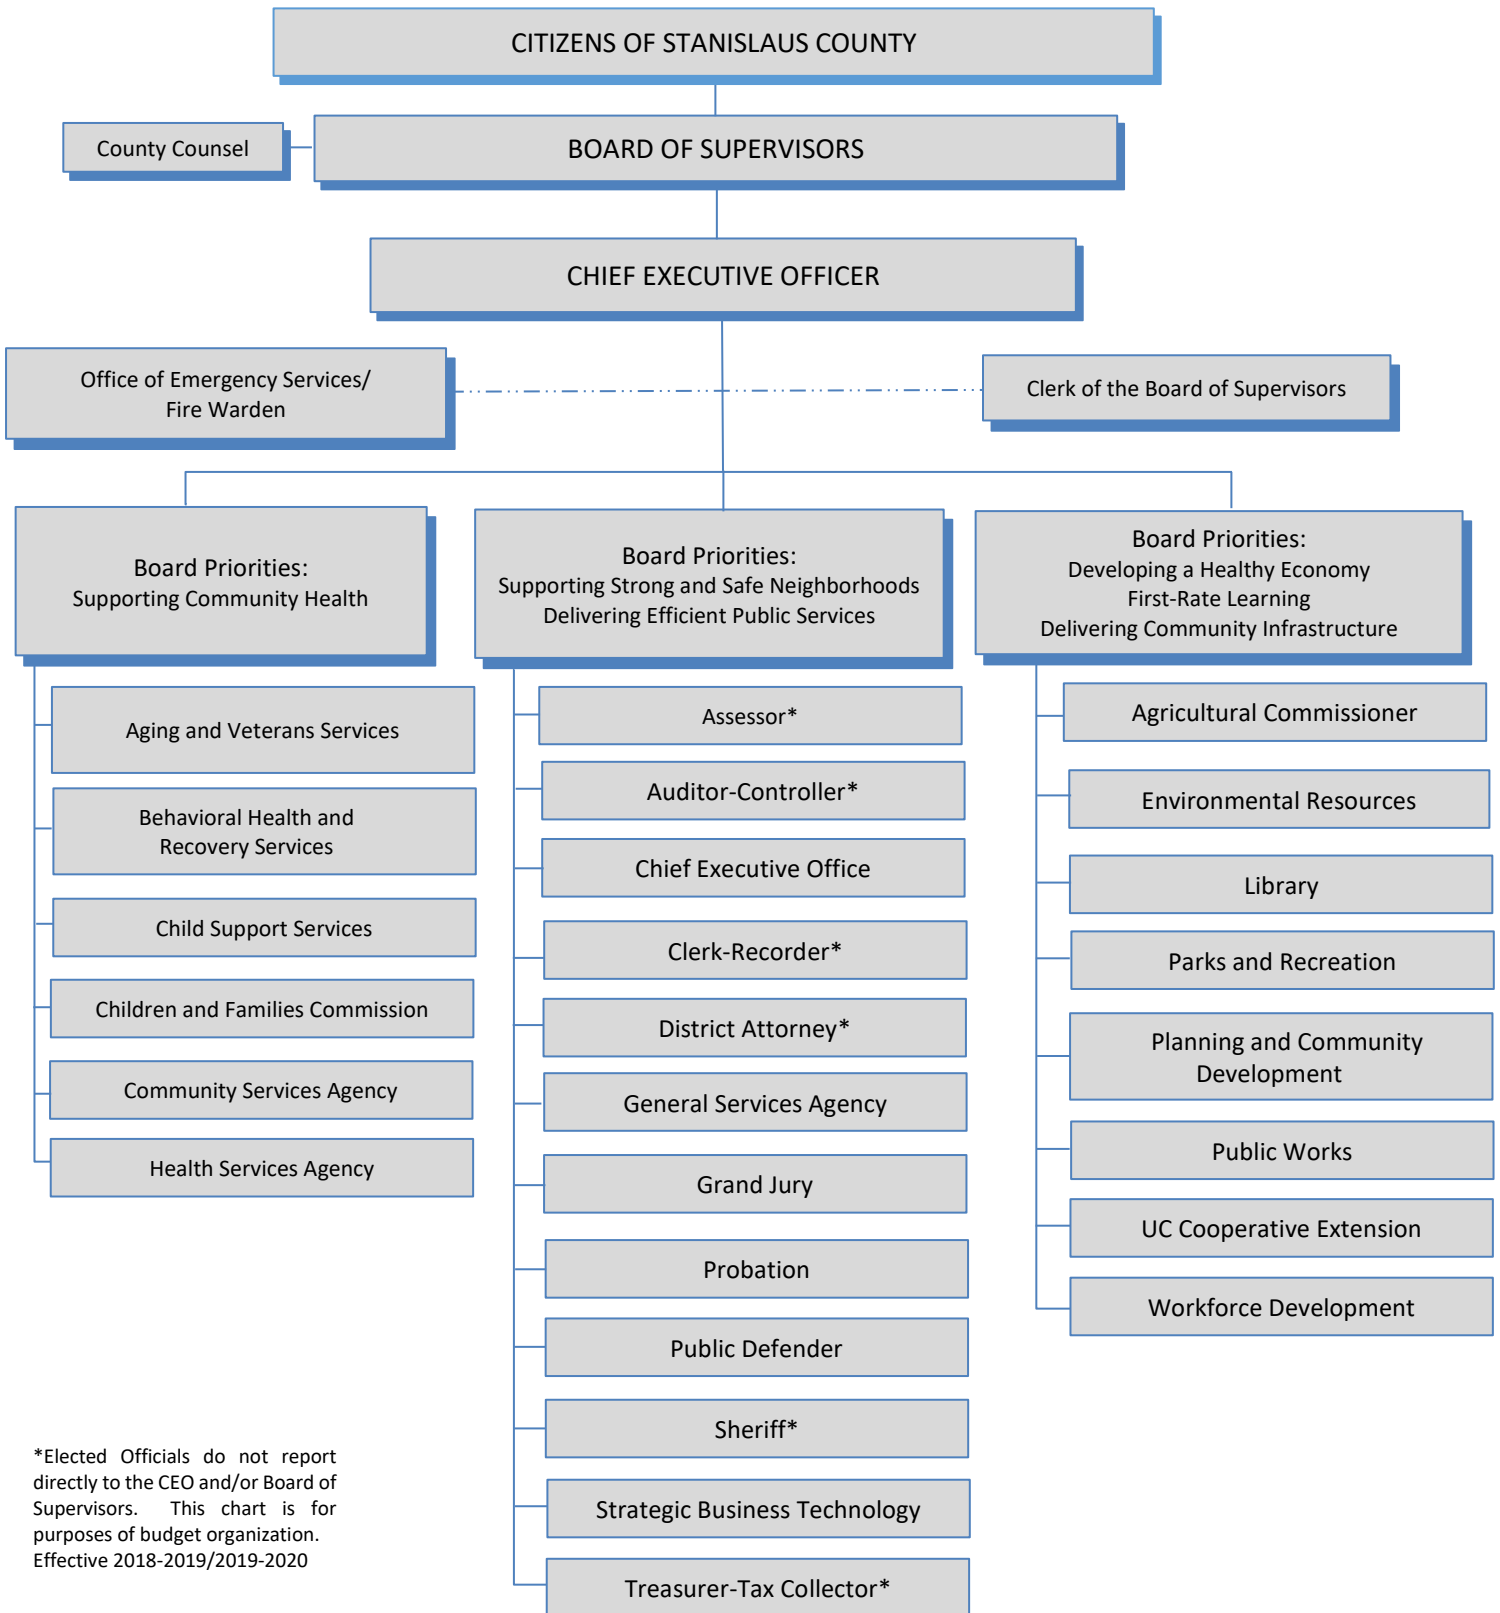 CITIZENS OF STANISLAUS COUNTY
County Counsel
BOARD OF SUPERVISORS
CHIEF EXECUTIVE OFFICER
Office of Emergency Services/
Fire Warden
Clerk of the Board of Supervisors
Board Priorities:
Supporting Community Health
Aging and Veterans Services
Behavioral Health and
Recovery Services
Child Support Services
Children and Families Commission
Community Services Agency
Health Services Agency
Board Priorities:
Supporting Strong and Safe Neighborhoods
Delivering Efficient Public Services
Assessor*
Auditor-Controller*
Chief Executive Office
Clerk-Recorder*
District Attorney*
General Services Agency
Grand Jury
Probation
Public Defender
Sheriff*
Strategic Business Technology
Treasurer-Tax Collector*
Board Priorities:
Developing a Healthy Economy
First-Rate Learning
Delivering Community Infrastructure
Agricultural Commissioner
Environmental Resources
Library
Parks and Recreation
Planning and Community
Development
Public Works
UC Cooperative Extension
Workforce Development
*Elected Officials do not report
directly to the CEO and/or Board of
Supervisors. This chart is for
purposes of budget organization.
Effective 2018-2019/2019-2020